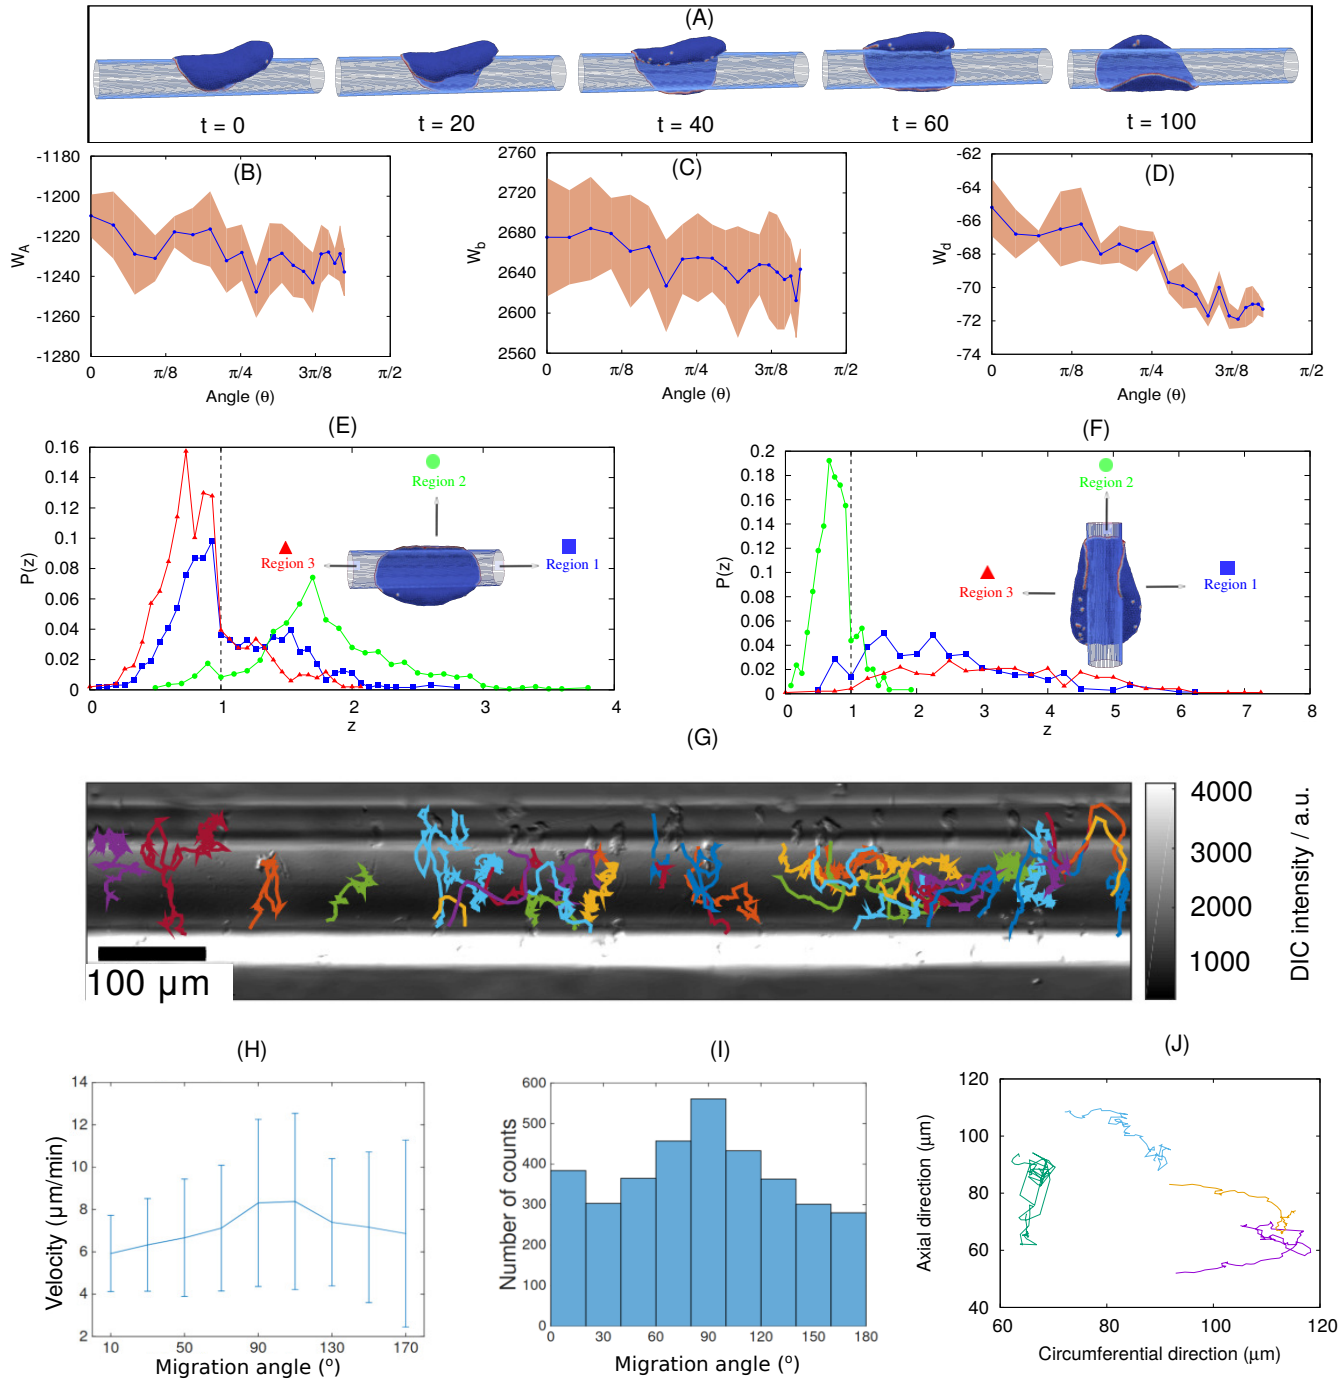 (A)
t = 0
t = 20
t = 40
t = 60
t = 100
(B)
-1180
-1200
-1220
-1240
-1260
-1280
W_A
0
π/8
π/4
3π/8
π/2
Angle (θ)
(C)
2760
2720
2680
2640
2600
2560
W_b
0
π/8
π/4
3π/8
π/2
Angle (θ)
(D)
-62
-64
-66
-68
-70
-72
-74
W_d
0
π/8
π/4
3π/8
π/2
Angle (θ)
(E)
0.16
0.14
0.12
0.1
0.08
0.06
0.04
0.02
0
P(z)
Region 2
Region 3
Region 1
0
1
2
3
4
z
(F)
0.2
0.18
0.16
0.14
0.12
0.1
0.08
0.06
0.04
0.02
0
P(z)
Region 2
Region 3
Region 1
0
1
2
3
4
5
6
7
8
z
(G)
100 μm
4000
3000
2000
1000
DIC intensity / a.u.
(H)
14
12
10
8
6
4
2
Velocity (μm/min)
10
50
90
130
170
Migration angle (°)
(I)
600
500
400
300
200
100
0
Number of counts
0
30
60
90
120
150
180
Migration angle (°)
(J)
120
100
80
60
40
Axial direction (μm)
60
80
100
120
Circumferential direction (μm)